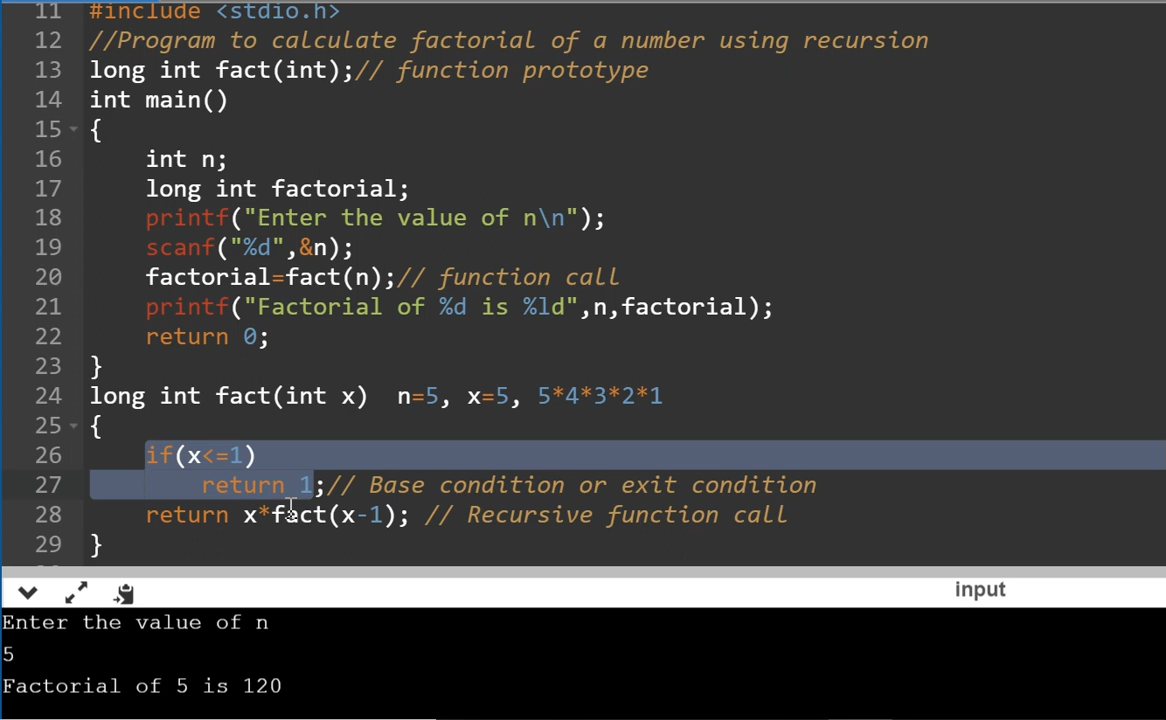 11 #include <stdio.h>
12 //Program to calculate factorial of a number using recursion
13 long int fact(int);// function prototype
14 int main()
15 {
16     int n;
17     long int factorial;
18     printf("Enter the value of n\n");
19     scanf("%d",&n);
20     factorial=fact(n);// function call
21     printf("Factorial of %d is %ld",n,factorial);
22     return 0;
23 }
24 long int fact(int x)  n=5, x=5, 5*4*3*2*1
25 {
26     if(x<=1)
27         return 1;// Base condition or exit condition
28     return x*fact(x-1); // Recursive function call
29 }
input
Enter the value of n
5
Factorial of 5 is 120